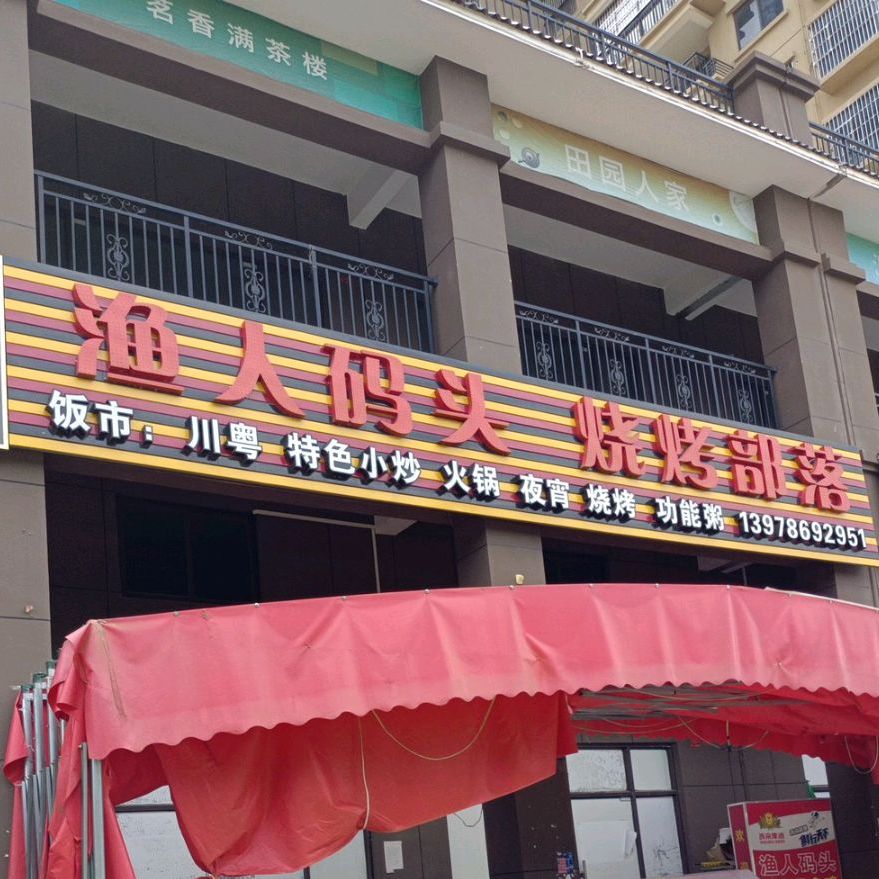 茗香满茶楼
田园人家
渔人码头 烧烤部落
饭市：川粤 特色小炒 火锅 夜宵 烧烤 功能粥 13978692951
欢
渔人码头